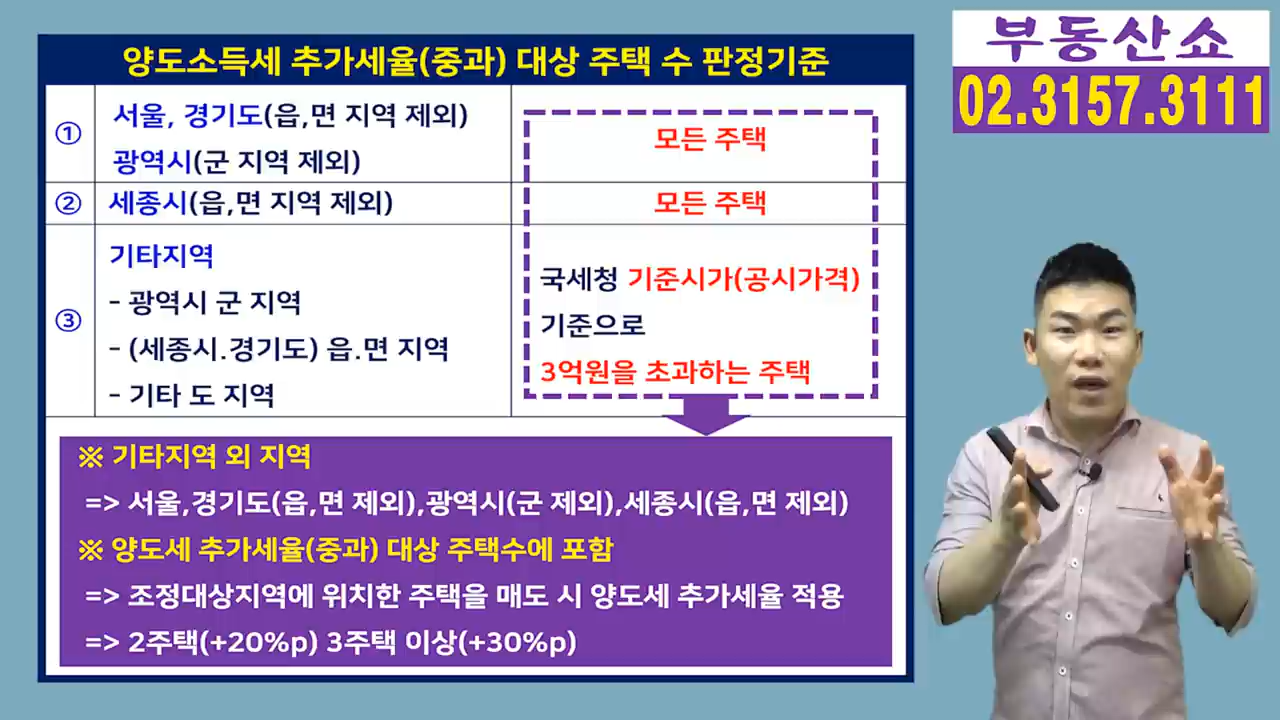 양도소득세 추가세율(중과) 대상 주택 수 판정기준
① 서울, 경기도(읍,면 지역 제외)
광역시(군 지역 제외)
모든 주택
② 세종시(읍,면 지역 제외)
모든 주택
③ 기타지역
- 광역시 군 지역
- (세종시.경기도) 읍.면 지역
- 기타 도 지역
국세청 기준시가(공시가격)
기준으로
3억원을 초과하는 주택
※ 기타지역 외 지역
=> 서울,경기도(읍,면 제외),광역시(군 제외),세종시(읍,면 제외)
※ 양도세 추가세율(중과) 대상 주택수에 포함
=> 조정대상지역에 위치한 주택을 매도 시 양도세 추가세율 적용
=> 2주택(+20%p) 3주택 이상(+30%p)
부동산쇼
02.3157.3111